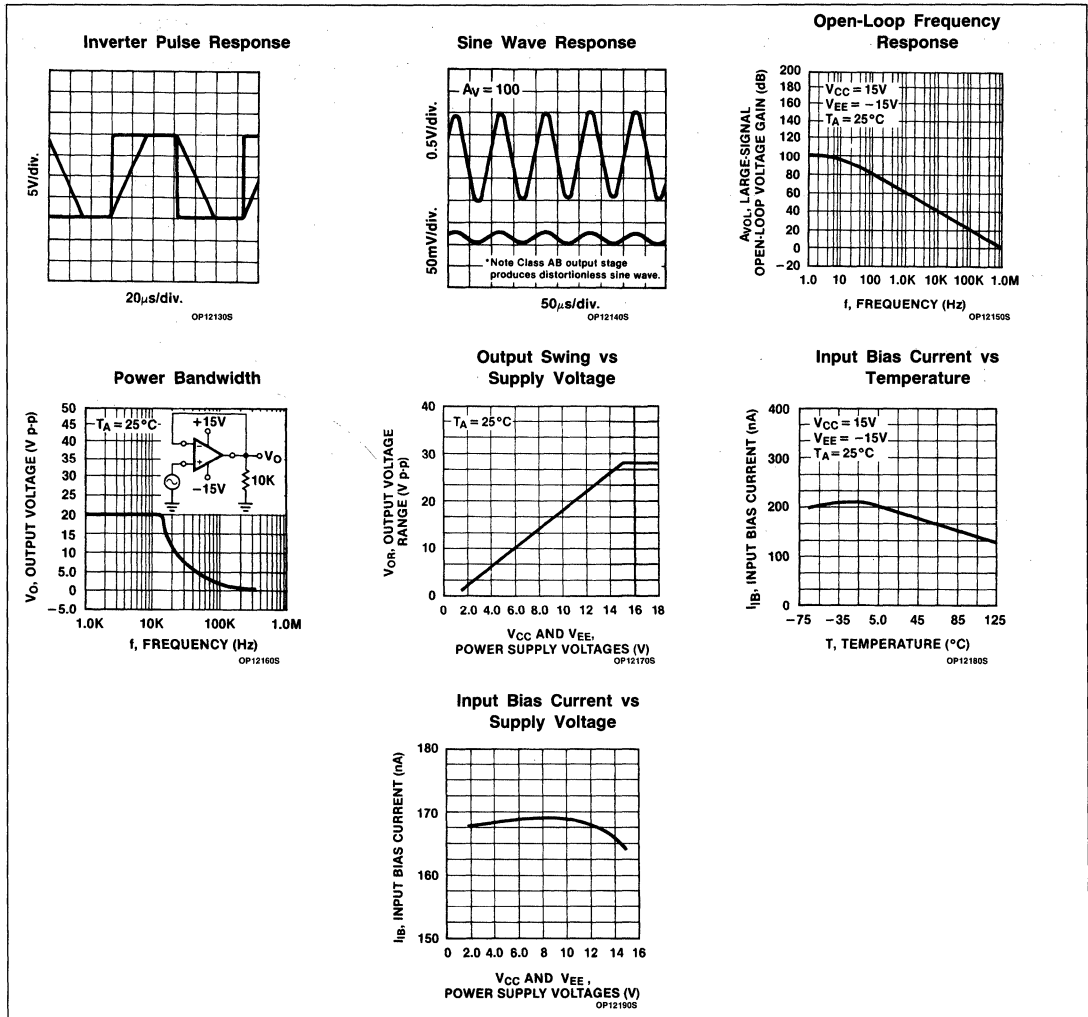 Inverter Pulse Response
5V/div.
20μs/div.
OP12130S
Sine Wave Response
AV = 100
0.5V/div.
50mV/div.
*Note Class AB output stage
produces distortionless sine wave.
50μs/div.
OP12140S
Open-Loop Frequency
Response
AVOL, LARGE-SIGNAL
OPEN-LOOP VOLTAGE GAIN (dB)
200
180
160
140
120
100
80
60
40
20
0
−20
VCC = 15V
VEE = −15V
TA = 25°C
1.0 10 100 1.0K 10K 100K 1.0M
f, FREQUENCY (Hz)
OP12150S
Power Bandwidth
VO, OUTPUT VOLTAGE (V p-p)
50
45
40
35
30
25
20
15
10
5.0
0
−5.0
TA = 25°C
+15V
−
+
VO
−15V
10K
1.0K 10K 100K 1.0M
f, FREQUENCY (Hz)
OP12160S
Output Swing vs
Supply Voltage
VOR, OUTPUT VOLTAGE
RANGE (V p-p)
40
30
20
10
0
TA = 25°C
0 2.0 4.0 6.0 8.0 10 12 14 16 18
VCC AND VEE,
POWER SUPPLY VOLTAGES (V)
OP12170S
Input Bias Current vs
Temperature
IIB, INPUT BIAS CURRENT (nA)
400
300
200
100
0
VCC = 15V
VEE = −15V
TA = 25°C
−75 −35 5.0 45 85 125
T, TEMPERATURE (°C)
OP12180S
Input Bias Current vs
Supply Voltage
IIB, INPUT BIAS CURRENT (nA)
180
170
160
150
0 2.0 4.0 6.0 8 10 12 14 16
VCC AND VEE,
POWER SUPPLY VOLTAGES (V)
OP12190S